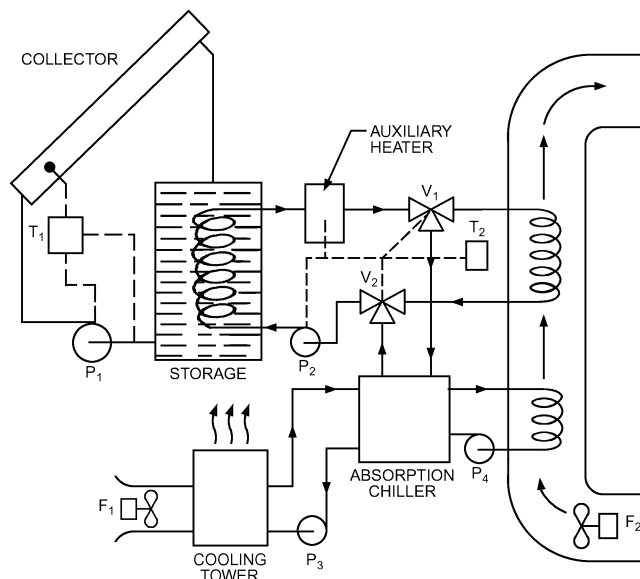 COLLECTOR
AUXILIARY
HEATER
V1
T1
T2
V2
P1
STORAGE
P2
ABSORPTION
CHILLER
P4
F1
F2
P3
COOLING
TOWER